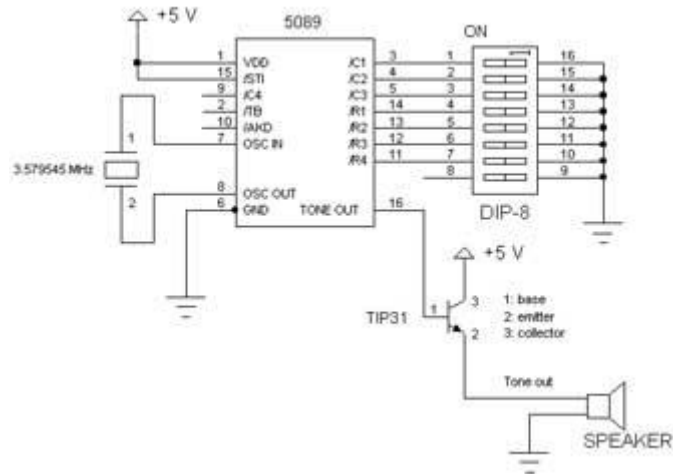 +5 V
5089
ON
1 VDD /C1 3 1 16
15 /STI /C2 4 2 15
9 /C4 /C3 5 3 14
2 /TB /R1 14 4 13
10 /AKD /R2 13 5 12
7 OSC IN /R3 12 6 11
/R4 11 7 10
8 9
1
3.579545 MHz
2
8 OSC OUT
6 GND TONE OUT 16
DIP-8
+5 V
TIP31 1 3 2
1: base
2: emitter
3: collector
Tone out
SPEAKER